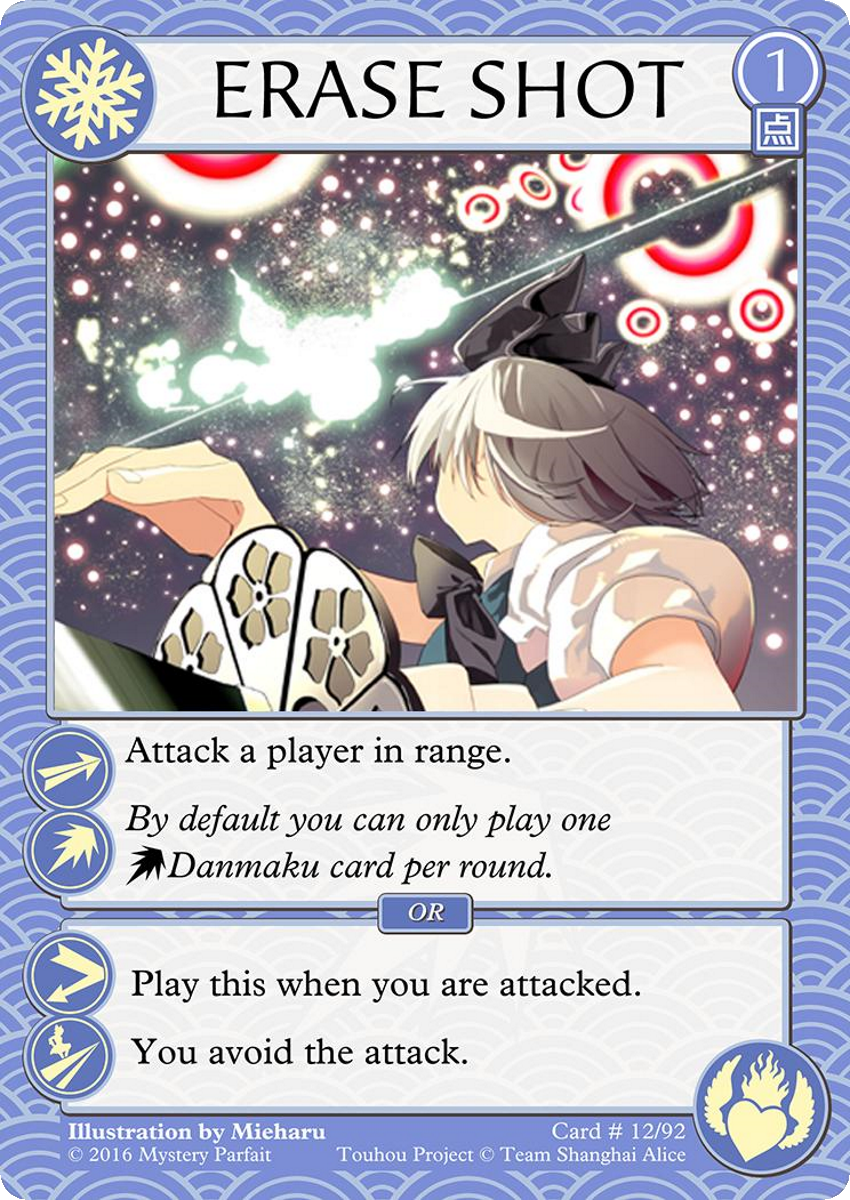 ERASE SHOT
1
点
Attack a player in range.
By default you can only play one
Danmaku card per round.
OR
Play this when you are attacked.
You avoid the attack.
Illustration by Mieharu
Card # 12/92
© 2016 Mystery Parfait
Touhou Project © Team Shanghai Alice